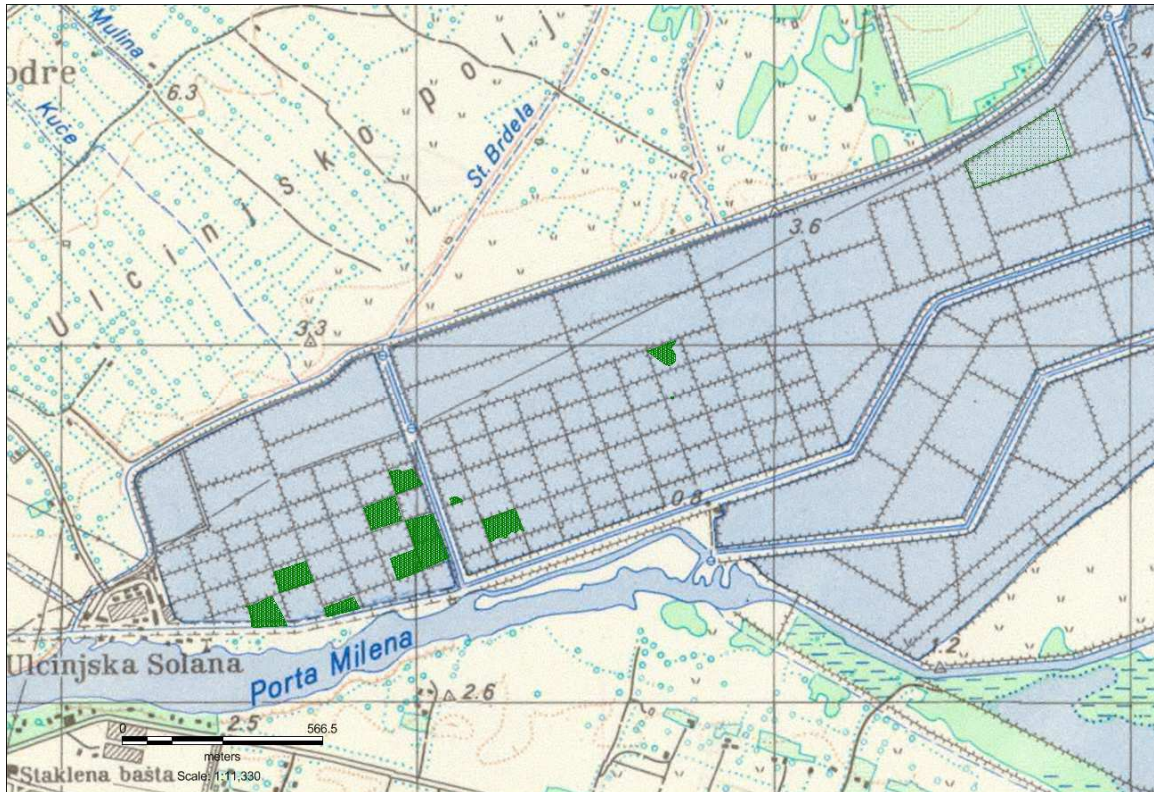 Mulina
odre
6.3
Kuće
Ulcinjsko polj
St. Brdela
2.4
3.6
3.3
0.8
1.2
Ulcinjska Solana
Porta Milena
2.6
2.5
0 566.5
meters
Staklena bašta
Scale: 1:11,330